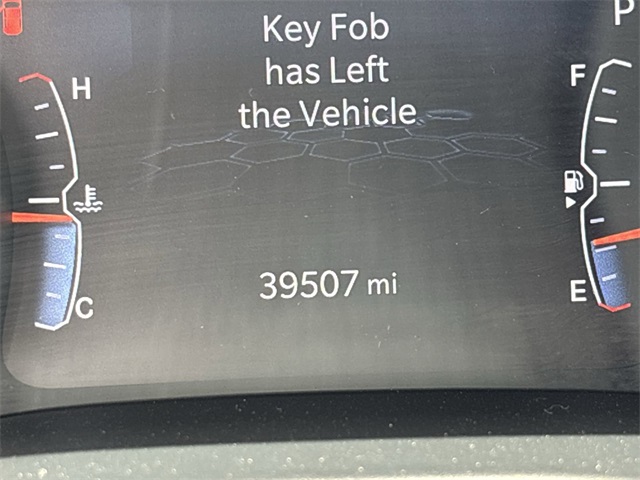 P
Key Fob
has Left
the Vehicle
H
F
39507 mi
C
E